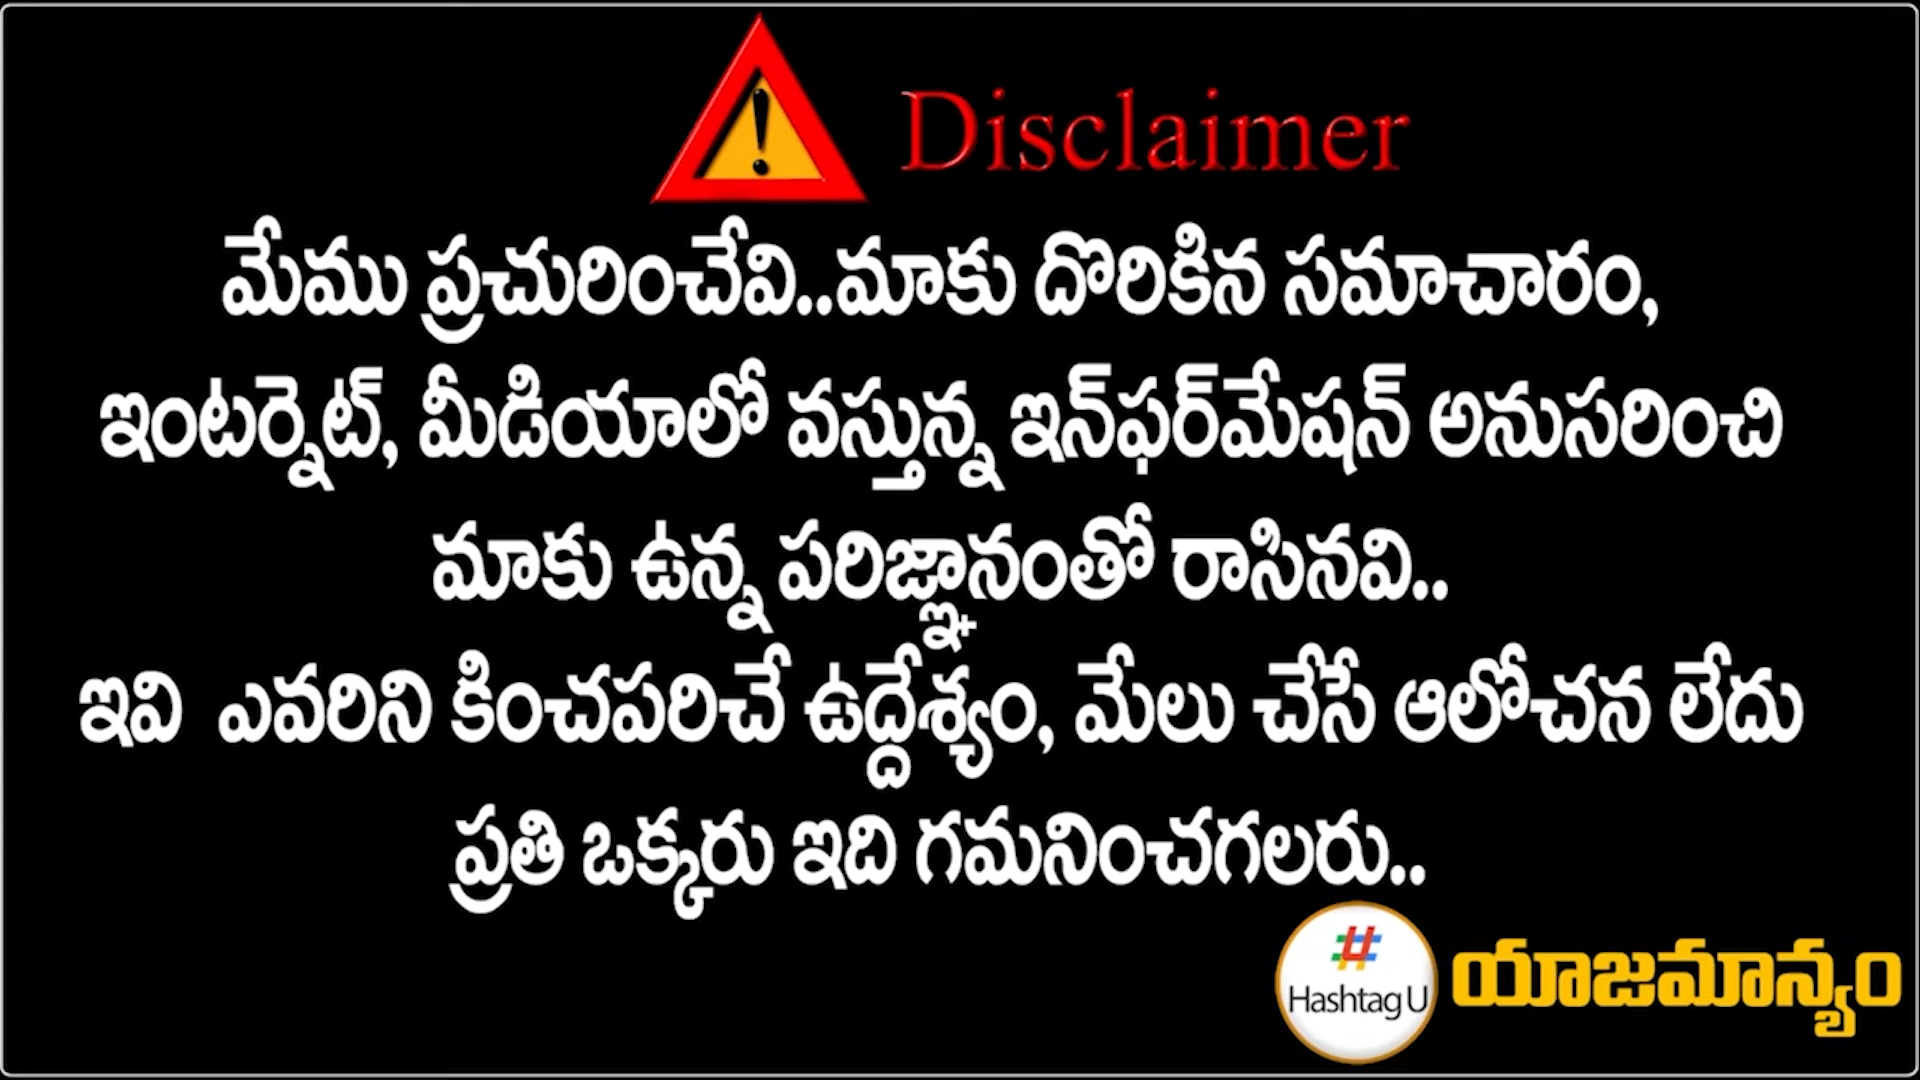 Disclaimer
మేము ప్రచురించేవి..మాకు దొరికిన సమాచారం,
ఇంటర్నెట్, మీడియాలో వస్తున్న ఇన్‌ఫర్‌మేషన్ అనుసరించి
మాకు ఉన్న పరిజ్ఞానంతో రాసినవి..
ఇవి ఎవరిని కించపరిచే ఉద్దేశ్యం, మేలు చేసే ఆలోచన లేదు
ప్రతి ఒక్కరు ఇది గమనించగలరు..
# Hashtag U యాజమాన్యం